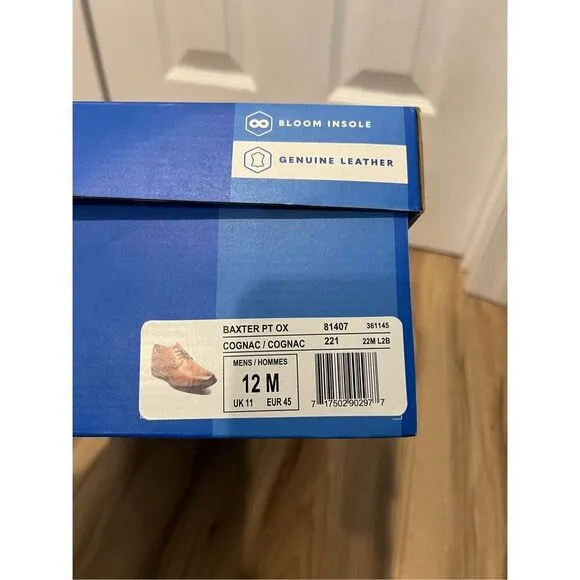 BLOOM INSOLE
GENUINE LEATHER
BAXTER PT OX 81407 361145
COGNAC / COGNAC 221 22M L2B
MENS / HOMMES
12 M
UK 11 EUR 45
7 17502 90297 7